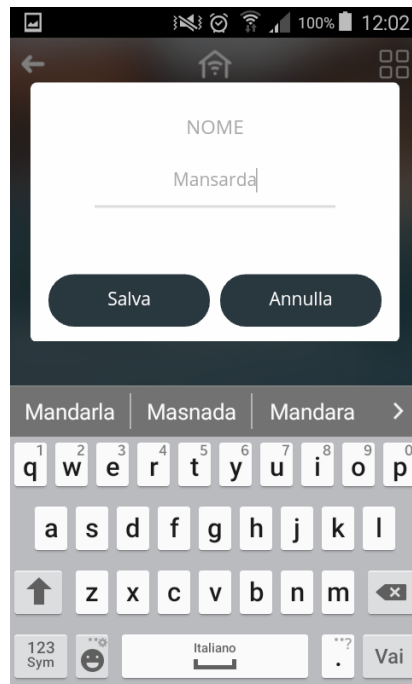 100% 12:02
NOME
Mansarda
Salva Annulla
Mandarla Masnada Mandara
1 2 3 4 5 6 7 8 9 0
q w e r t y u i o p
a s d f g h j k l
z x c v b n m
123 Sym Italiano . ? Vai